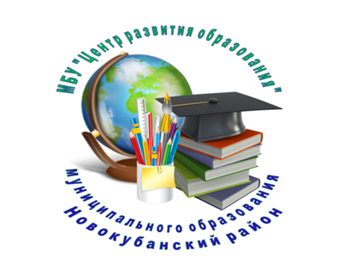 МБУ "Центр развития образования"
муниципального образования
Новокубанский район